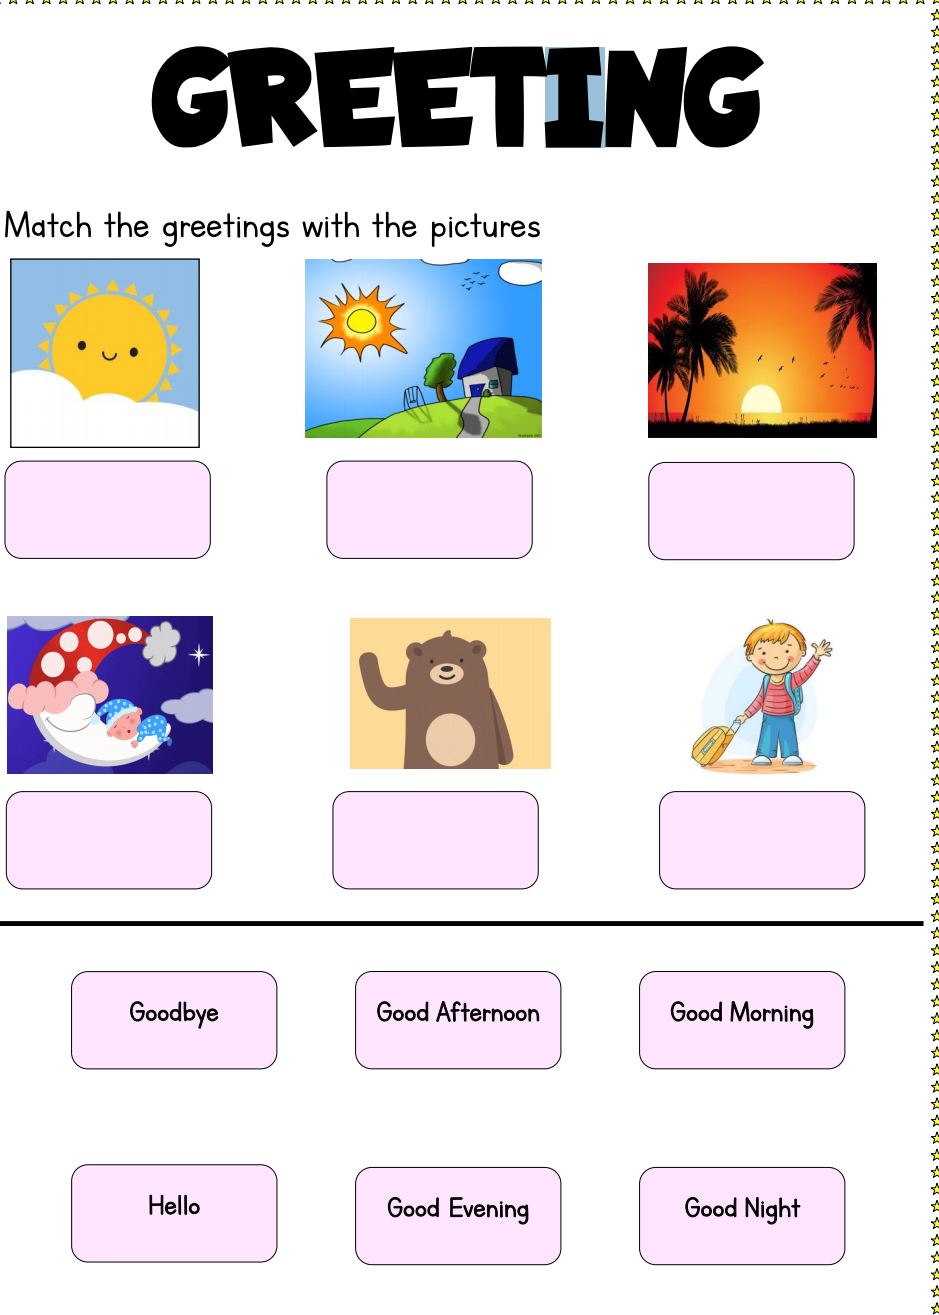 GREETING
Match the greetings with the pictures
Goodbye
Good Afternoon
Good Morning
Hello
Good Evening
Good Night